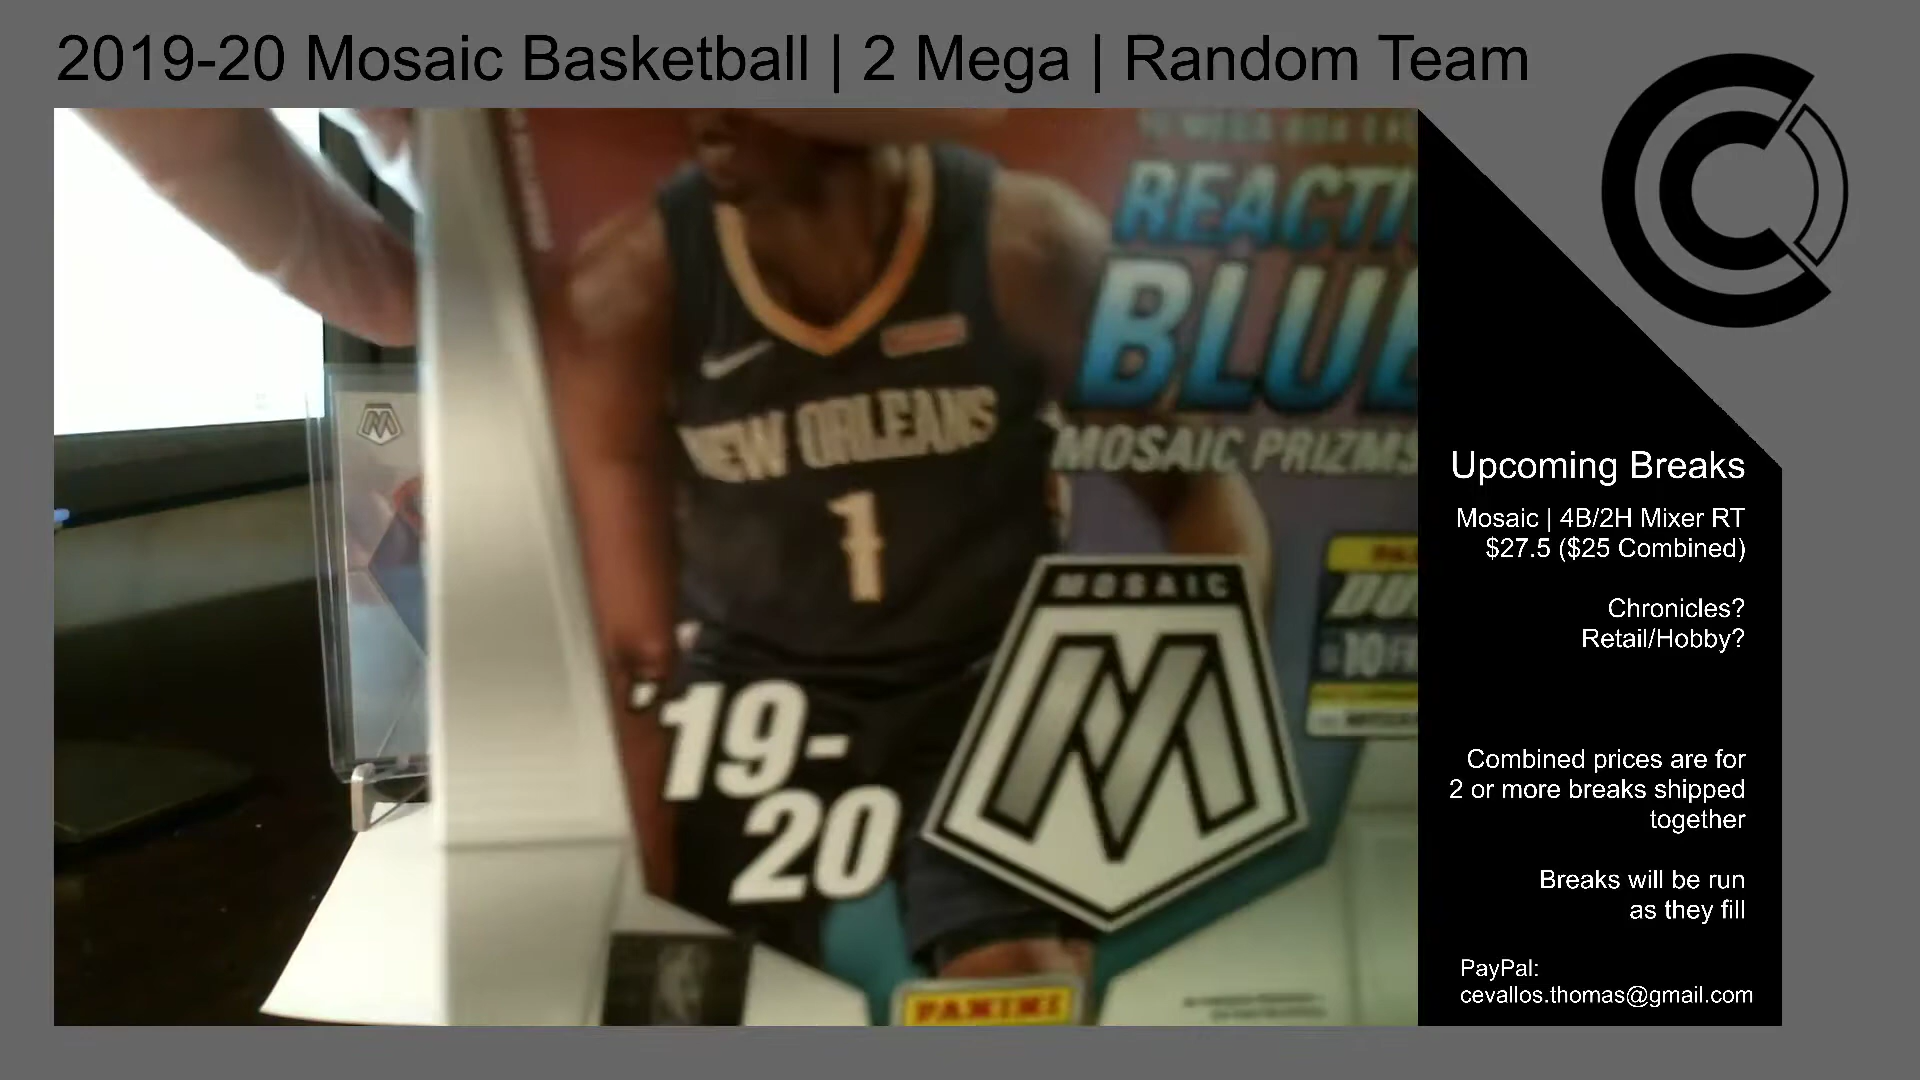 2019-20 Mosaic Basketball | 2 Mega | Random Team
REACTI
BLUE
MOSAIC PRIZMS
NEW ORLEANS
1
MOSAIC
'19-
20
PANINI
Upcoming Breaks
Mosaic | 4B/2H Mixer RT
$27.5 ($25 Combined)
Chronicles?
Retail/Hobby?
Combined prices are for
2 or more breaks shipped
together
Breaks will be run
as they fill
PayPal:
cevallos.thomas@gmail.com